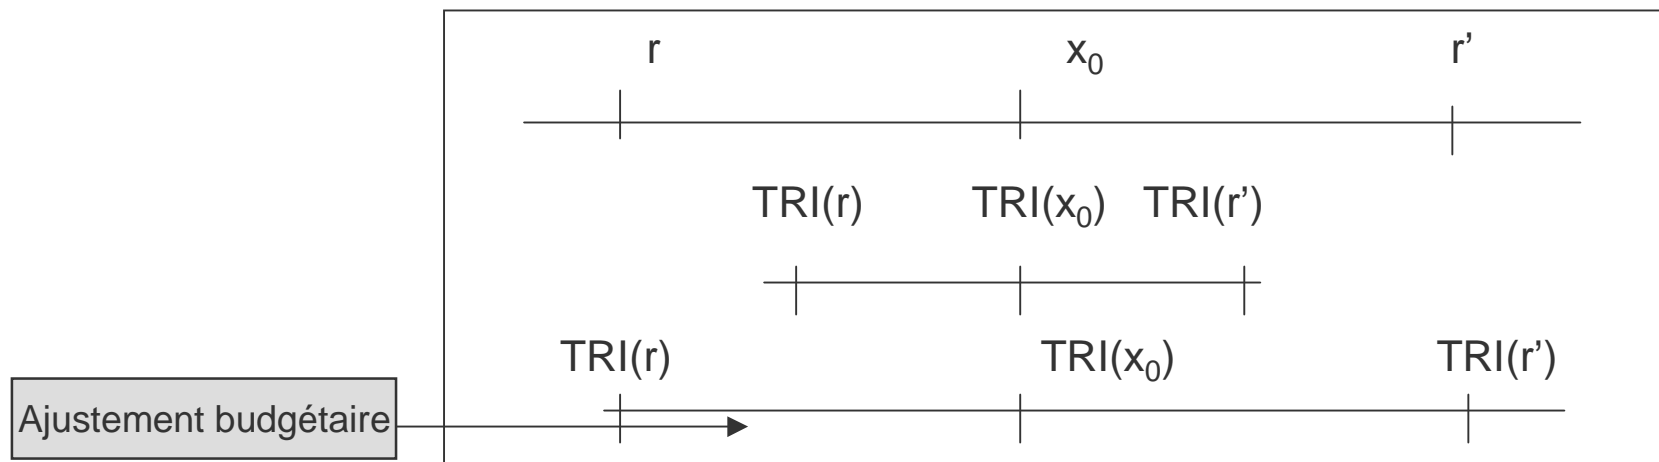 r x₀ r’
TRI(r) TRI(x₀) TRI(r’)
TRI(r) TRI(x₀) TRI(r’)
Ajustement budgétaire